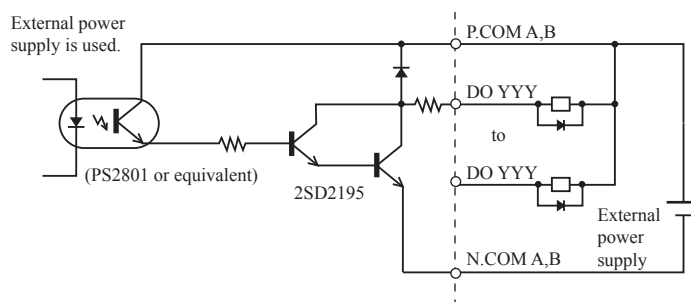 External power
supply is used.
P.COM A,B
DO YYY
to
(PS2801 or equivalent)
2SD2195
DO YYY
External
power
supply
N.COM A,B